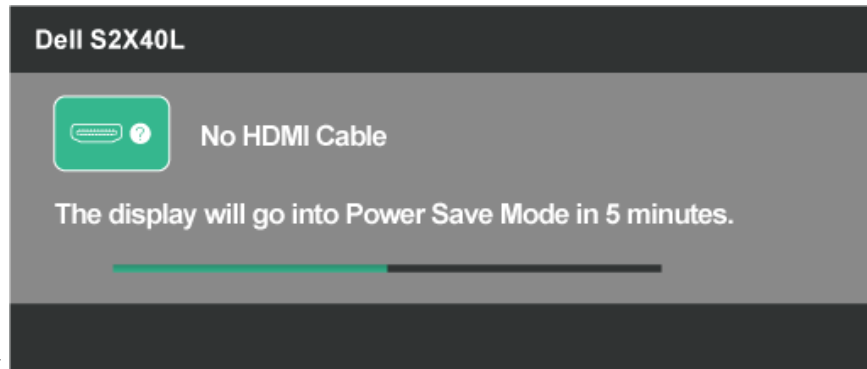 Dell S2X40L
?
No HDMI Cable
The display will go into Power Save Mode in 5 minutes.